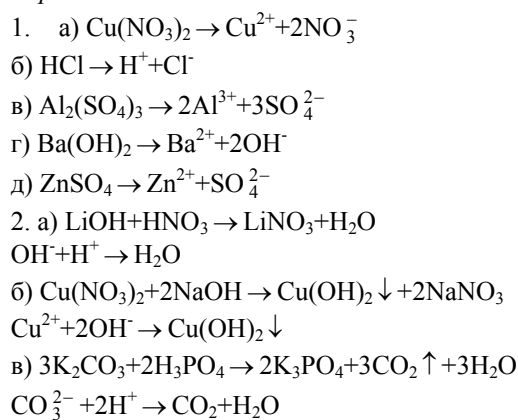 1. а) Cu(NO₃)₂ → Cu²⁺+2NO₃⁻
б) HCl → H⁺+Cl⁻
в) Al₂(SO₄)₃ → 2Al³⁺+3SO₄²⁻
г) Ba(OH)₂ → Ba²⁺+2OH⁻
д) ZnSO₄ → Zn²⁺+SO₄²⁻
2. а) LiOH+HNO₃ → LiNO₃+H₂O
OH⁻+H⁺ → H₂O
б) Cu(NO₃)₂+2NaOH → Cu(OH)₂↓+2NaNO₃
Cu²⁺+2OH⁻ → Cu(OH)₂↓
в) 3K₂CO₃+2H₃PO₄ → 2K₃PO₄+3CO₂↑+3H₂O
CO₃²⁻+2H⁺ → CO₂+H₂O